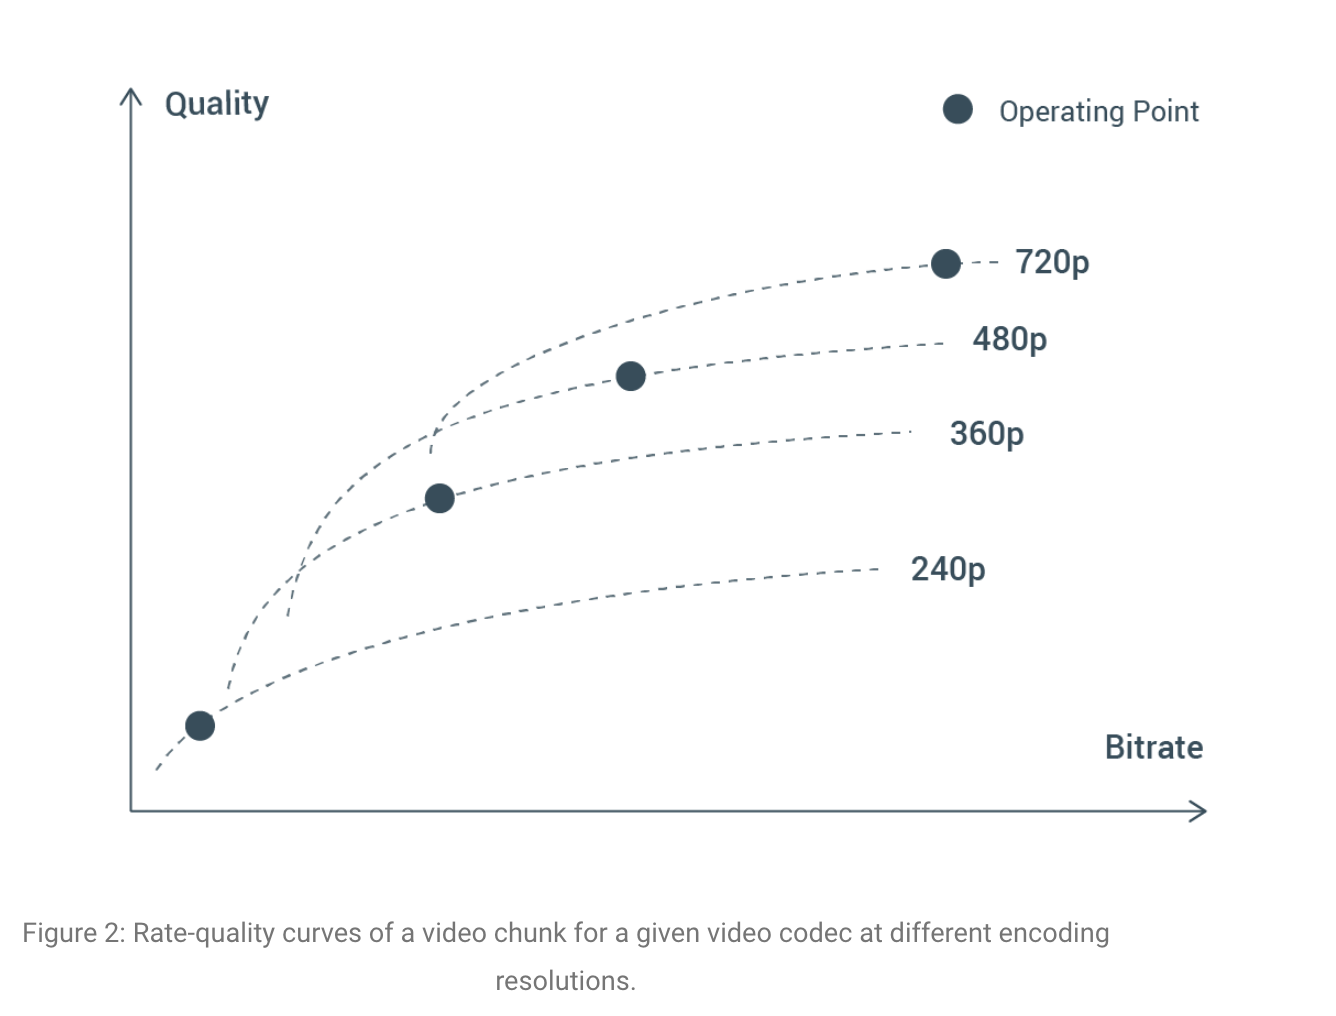 Quality
Operating Point
720p
480p
360p
240p
Bitrate
Figure 2: Rate-quality curves of a video chunk for a given video codec at different encoding
resolutions.